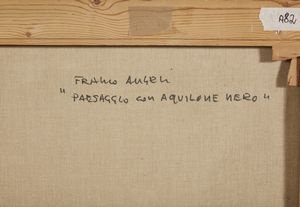 A82
FRANCO ANGELI
"PAESAGGIO CON AQUILONE NERO"